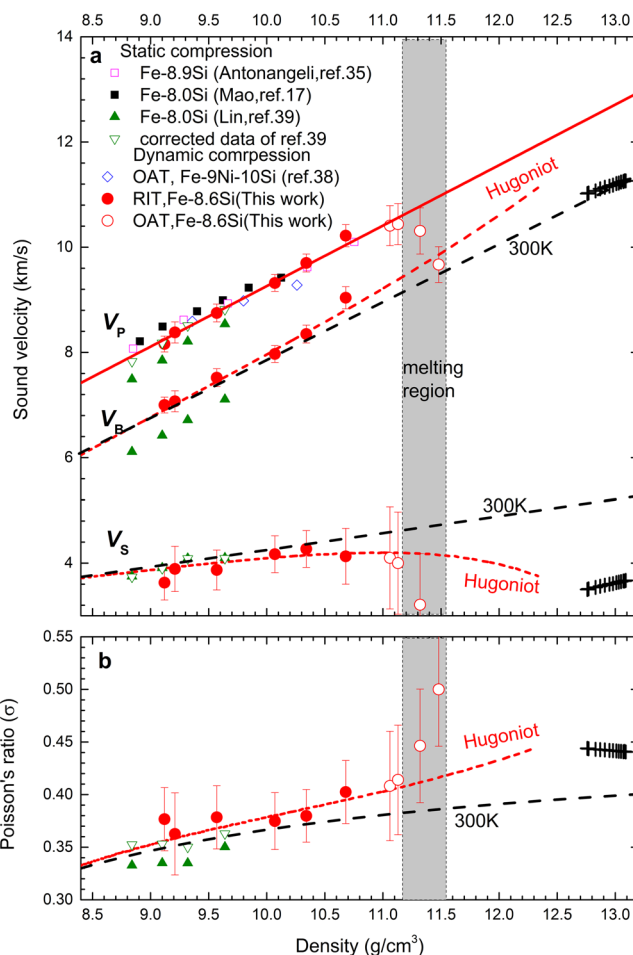 14
12
10
8
6
4
Sound velocity (km/s)
a
Static compression
Fe-8.9Si (Antonangeli,ref.35)
Fe-8.0Si (Mao,ref.17)
Fe-8.0Si (Lin,ref.39)
corrected data of ref.39
Dynamic compression
OAT, Fe-9Ni-10Si (ref.38)
RIT,Fe-8.6Si(This work)
OAT,Fe-8.6Si(This work)
Hugoniot
300K
VP
melting
region
VB
300K
VS
Hugoniot
8.5 9.0 9.5 10.0 10.5 11.0 11.5 12.0 12.5 13.0
0.55
0.50
0.45
0.40
0.35
0.30
Poisson's ratio (σ)
b
Hugoniot
300K
8.5 9.0 9.5 10.0 10.5 11.0 11.5 12.0 12.5 13.0
Density (g/cm³)